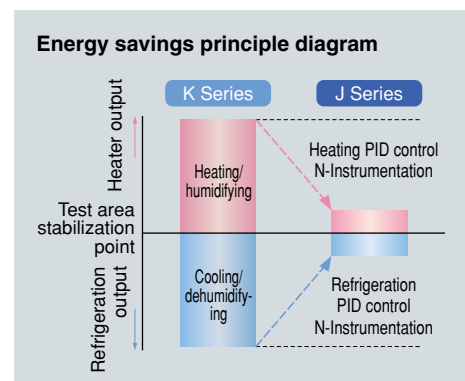 Energy savings principle diagram
K Series
J Series
Heater output
Heating/
humidifying
Heating PID control
N-Instrumentation
Test area
stabilization
point
Cooling/
dehumidify-
ing
Refrigeration
PID control
N-Instrumentation
Refrigeration
output